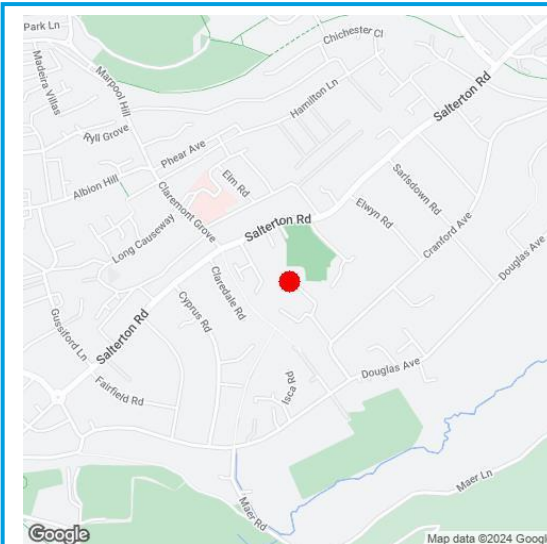 Park Ln
Chichester Cl
Madeira Villas
Marpool Hill
Hamilton Ln
Salterton Rd
Ryll Grove
Phear Ave
Albion Hill
Elm Rd
Sarlsdown Rd
Claremont Grove
Elwyn Rd
Long Causeway
Salterton Rd
Cranford Ave
Douglas Ave
Claredale Rd
Cyprus Rd
Gussiford Ln
Salterton Rd
Fairfield Rd
Isca Rd
Douglas Ave
Maer Ln
Maer Rd
Google
Map data ©2024 Googl